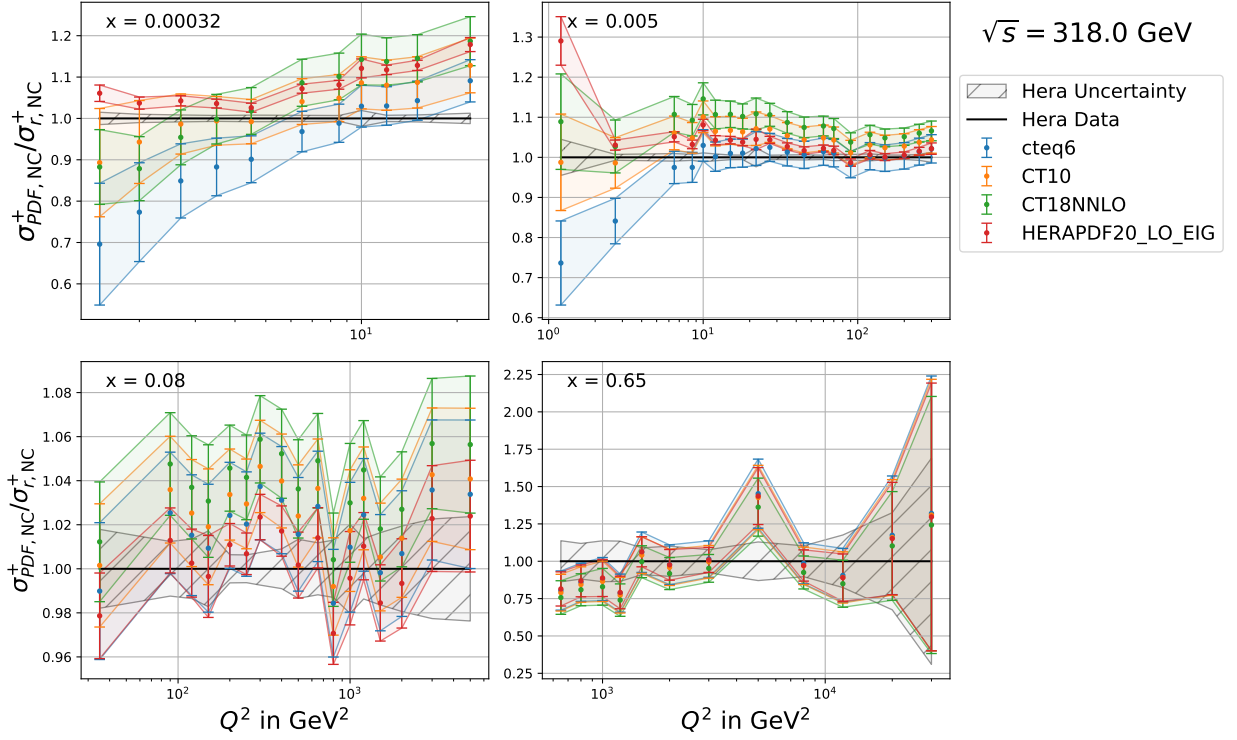 x = 0.00032
1.2
1.1
1.0
0.9
0.8
0.7
0.6
10¹
σ⁺PDF, NC/σ⁺r, NC
x = 0.005
1.3
1.2
1.1
1.0
0.9
0.8
0.7
0.6
10⁰
10¹
10²
√s = 318.0 GeV
Hera Uncertainty
Hera Data
cteq6
CT10
CT18NNLO
HERAPDF20_LO_EIG
x = 0.08
1.08
1.06
1.04
1.02
1.00
0.98
0.96
10²
10³
σ⁺PDF, NC/σ⁺r, NC
Q² in GeV²
x = 0.65
2.25
2.00
1.75
1.50
1.25
1.00
0.75
0.50
0.25
10³
10⁴
Q² in GeV²